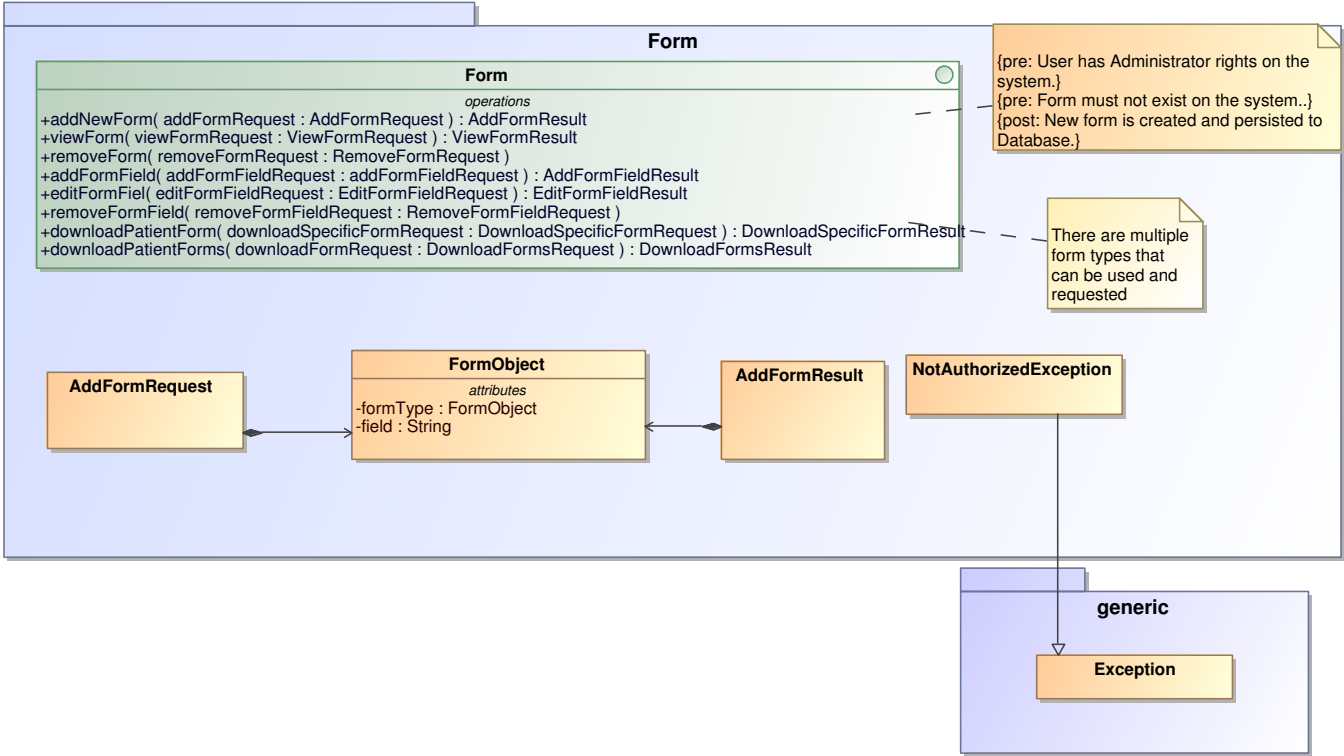 Form
Form
operations
+addNewForm( addFormRequest : AddFormRequest ) : AddFormResult
+viewForm( viewFormRequest : ViewFormRequest ) : ViewFormResult
+removeForm( removeFormRequest : RemoveFormRequest )
+addFormField( addFormFieldRequest : addFormFieldRequest ) : AddFormFieldResult
+editFormFiel( editFormFieldRequest : EditFormFieldRequest ) : EditFormFieldResult
+removeFormField( removeFormFieldRequest : RemoveFormFieldRequest )
+downloadPatientForm( downloadSpecificFormRequest : DownloadSpecificFormRequest ) : DownloadSpecificFormResult
+downloadPatientForms( downloadFormRequest : DownloadFormsRequest ) : DownloadFormsResult
{pre: User has Administrator rights on the
system.}
{pre: Form must not exist on the system..}
{post: New form is created and persisted to
Database.}
There are multiple
form types that
can be used and
requested
AddFormRequest
FormObject
attributes
-formType : FormObject
-field : String
AddFormResult
NotAuthorizedException
generic
Exception